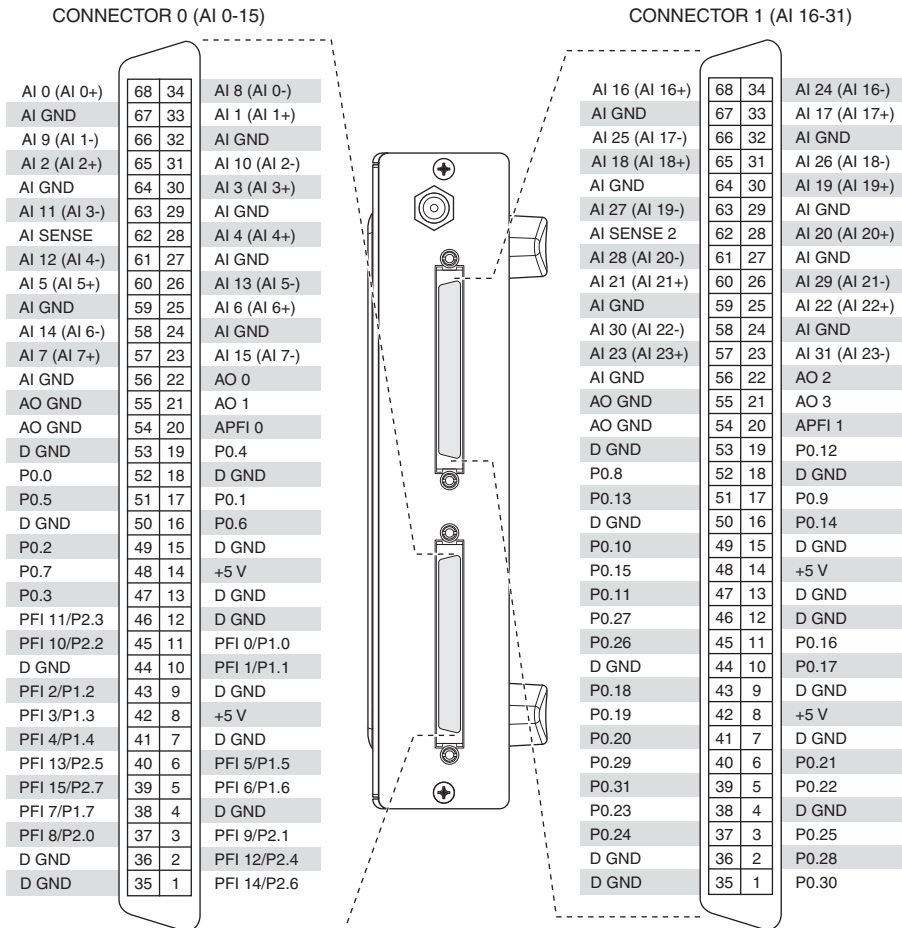 CONNECTOR 0 (AI 0-15)
AI 0 (AI 0+) 68 34 AI 8 (AI 0-)
AI GND 67 33 AI 1 (AI 1+)
AI 9 (AI 1-) 66 32 AI GND
AI 2 (AI 2+) 65 31 AI 10 (AI 2-)
AI GND 64 30 AI 3 (AI 3+)
AI 11 (AI 3-) 63 29 AI GND
AI SENSE 62 28 AI 4 (AI 4+)
AI 12 (AI 4-) 61 27 AI GND
AI 5 (AI 5+) 60 26 AI 13 (AI 5-)
AI GND 59 25 AI 6 (AI 6+)
AI 14 (AI 6-) 58 24 AI GND
AI 7 (AI 7+) 57 23 AI 15 (AI 7-)
AI GND 56 22 AO 0
AO GND 55 21 AO 1
AO GND 54 20 APFI 0
D GND 53 19 P0.4
P0.0 52 18 D GND
P0.5 51 17 P0.1
D GND 50 16 P0.6
P0.2 49 15 D GND
P0.7 48 14 +5 V
P0.3 47 13 D GND
PFI 11/P2.3 46 12 D GND
PFI 10/P2.2 45 11 PFI 0/P1.0
D GND 44 10 PFI 1/P1.1
PFI 2/P1.2 43 9 D GND
PFI 3/P1.3 42 8 +5 V
PFI 4/P1.4 41 7 D GND
PFI 13/P2.5 40 6 PFI 5/P1.5
PFI 15/P2.7 39 5 PFI 6/P1.6
PFI 7/P1.7 38 4 D GND
PFI 8/P2.0 37 3 PFI 9/P2.1
D GND 36 2 PFI 12/P2.4
D GND 35 1 PFI 14/P2.6
CONNECTOR 1 (AI 16-31)
AI 16 (AI 16+) 68 34 AI 24 (AI 16-)
AI GND 67 33 AI 17 (AI 17+)
AI 25 (AI 17-) 66 32 AI GND
AI 18 (AI 18+) 65 31 AI 26 (AI 18-)
AI GND 64 30 AI 19 (AI 19+)
AI 27 (AI 19-) 63 29 AI GND
AI SENSE 2 62 28 AI 20 (AI 20+)
AI 28 (AI 20-) 61 27 AI GND
AI 21 (AI 21+) 60 26 AI 29 (AI 21-)
AI GND 59 25 AI 22 (AI 22+)
AI 30 (AI 22-) 58 24 AI GND
AI 23 (AI 23+) 57 23 AI 31 (AI 23-)
AI GND 56 22 AO 2
AO GND 55 21 AO 3
AO GND 54 20 APFI 1
D GND 53 19 P0.12
P0.8 52 18 D GND
P0.13 51 17 P0.9
D GND 50 16 P0.14
P0.10 49 15 D GND
P0.15 48 14 +5 V
P0.11 47 13 D GND
P0.27 46 12 D GND
P0.26 45 11 P0.16
D GND 44 10 P0.17
P0.18 43 9 D GND
P0.19 42 8 +5 V
P0.20 41 7 D GND
P0.29 40 6 P0.21
P0.31 39 5 P0.22
P0.23 38 4 D GND
P0.24 37 3 P0.25
D GND 36 2 P0.28
D GND 35 1 P0.30